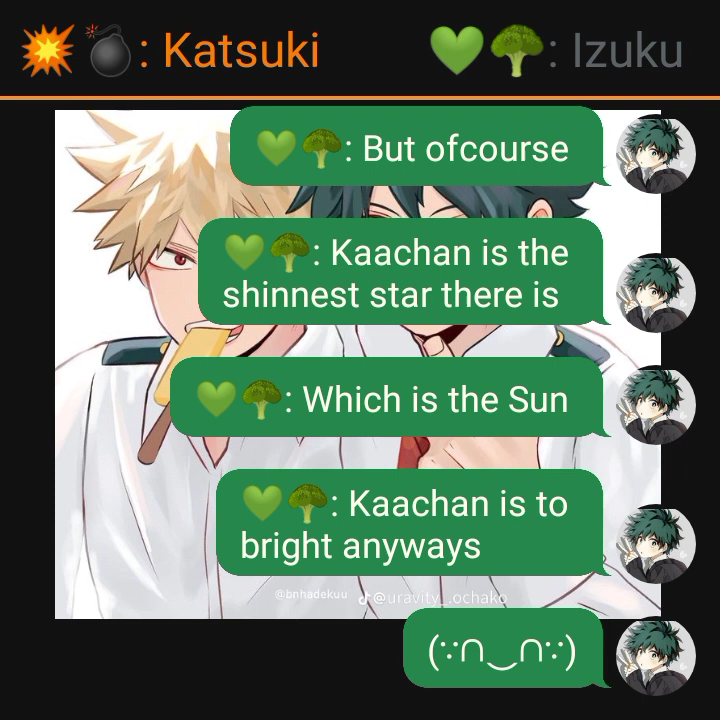 💥💣: Katsuki
💚🥦: Izuku
💚🥦: But ofcourse
💚🥦: Kaachan is the
shinnest star there is
💚🥦: Which is the Sun
💚🥦: Kaachan is to
bright anyways
@bnhadekuu
@uravity_.ochako
(∵∩‿∩∵)